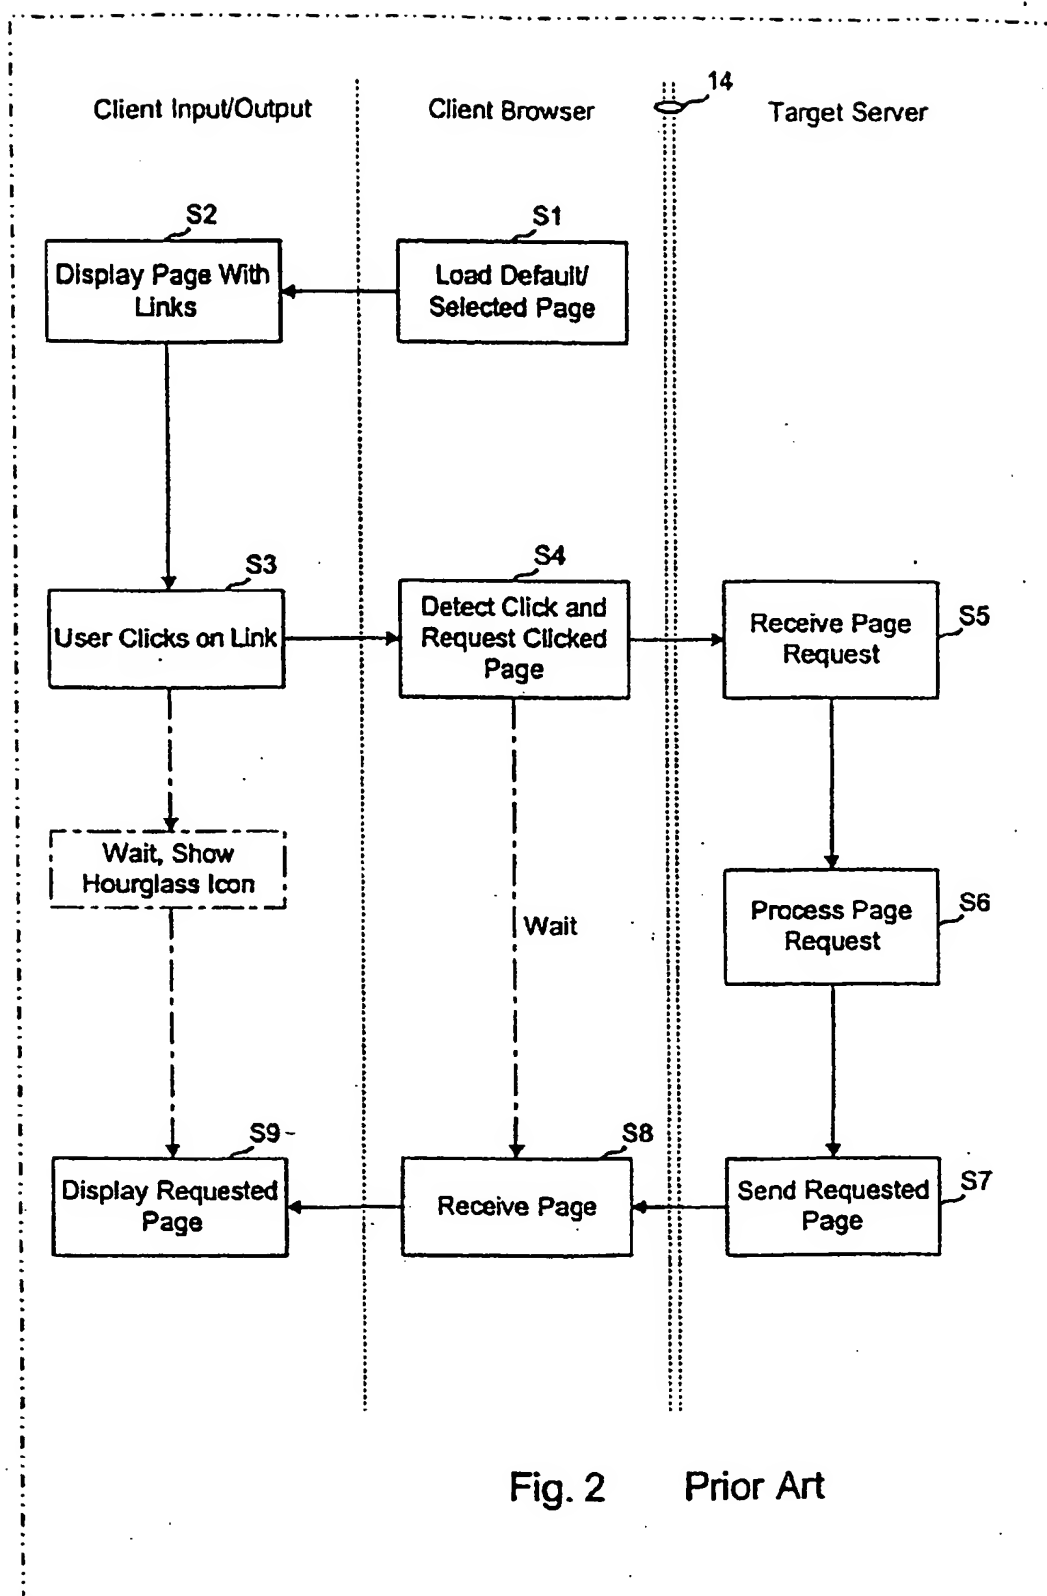 14
Client Input/Output
Client Browser
Target Server
S2
Display Page With
Links
S1
Load Default/
Selected Page
S3
User Clicks on Link
S4
Detect Click and
Request Clicked
Page
S5
Receive Page
Request
Wait, Show
Hourglass Icon
Wait
S6
Process Page
Request
S9
Display Requested
Page
S8
Receive Page
S7
Send Requested
Page
Fig. 2 Prior Art